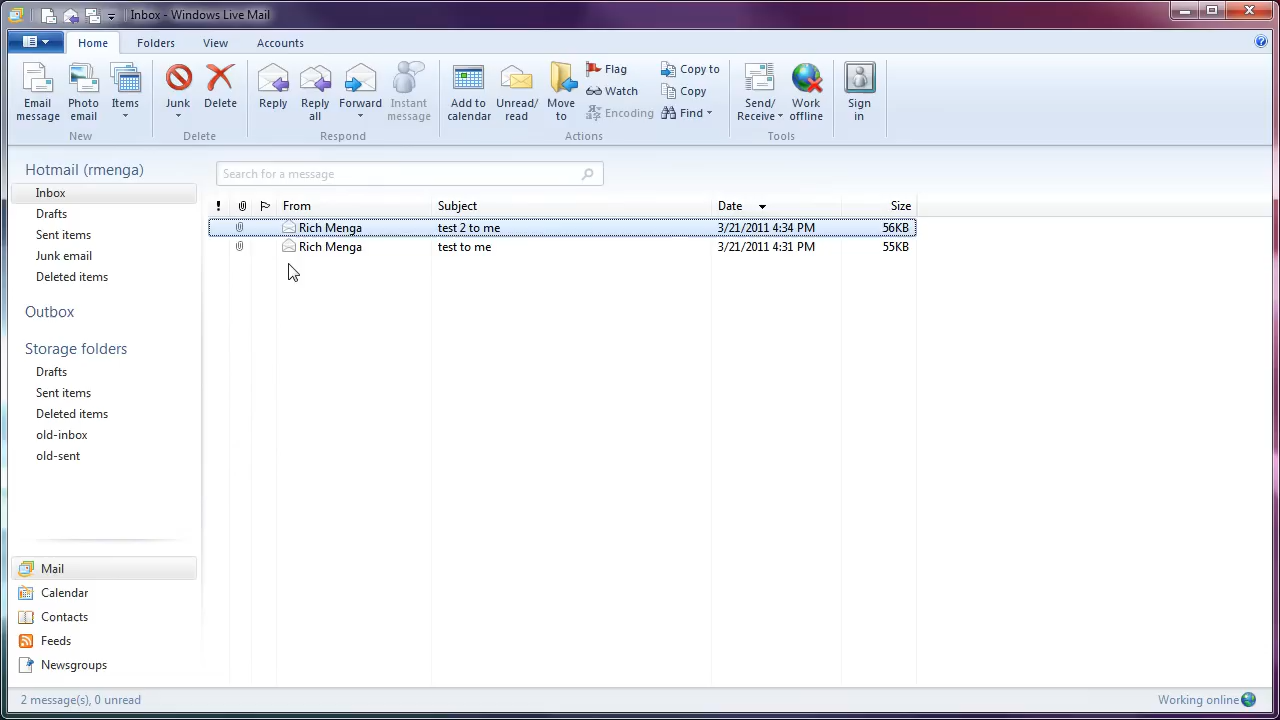 Inbox - Windows Live Mail
Home Folders View Accounts
Email message
Photo email
Items
New
Junk
Delete
Delete
Reply
Reply all
Forward
Instant message
Respond
Add to calendar
Unread/ read
Move to
Flag
Watch
Encoding
Copy to
Copy
Find
Actions
Send/ Receive
Work offline
Tools
Sign in
Hotmail (rmenga)
Inbox
Drafts
Sent items
Junk email
Deleted items
Outbox
Storage folders
Drafts
Sent items
Deleted items
old-inbox
old-sent
Mail
Calendar
Contacts
Feeds
Newsgroups
Search for a message
! From Subject Date Size
Rich Menga test 2 to me 3/21/2011 4:34 PM 56KB
Rich Menga test to me 3/21/2011 4:31 PM 55KB
2 message(s), 0 unread
Working online